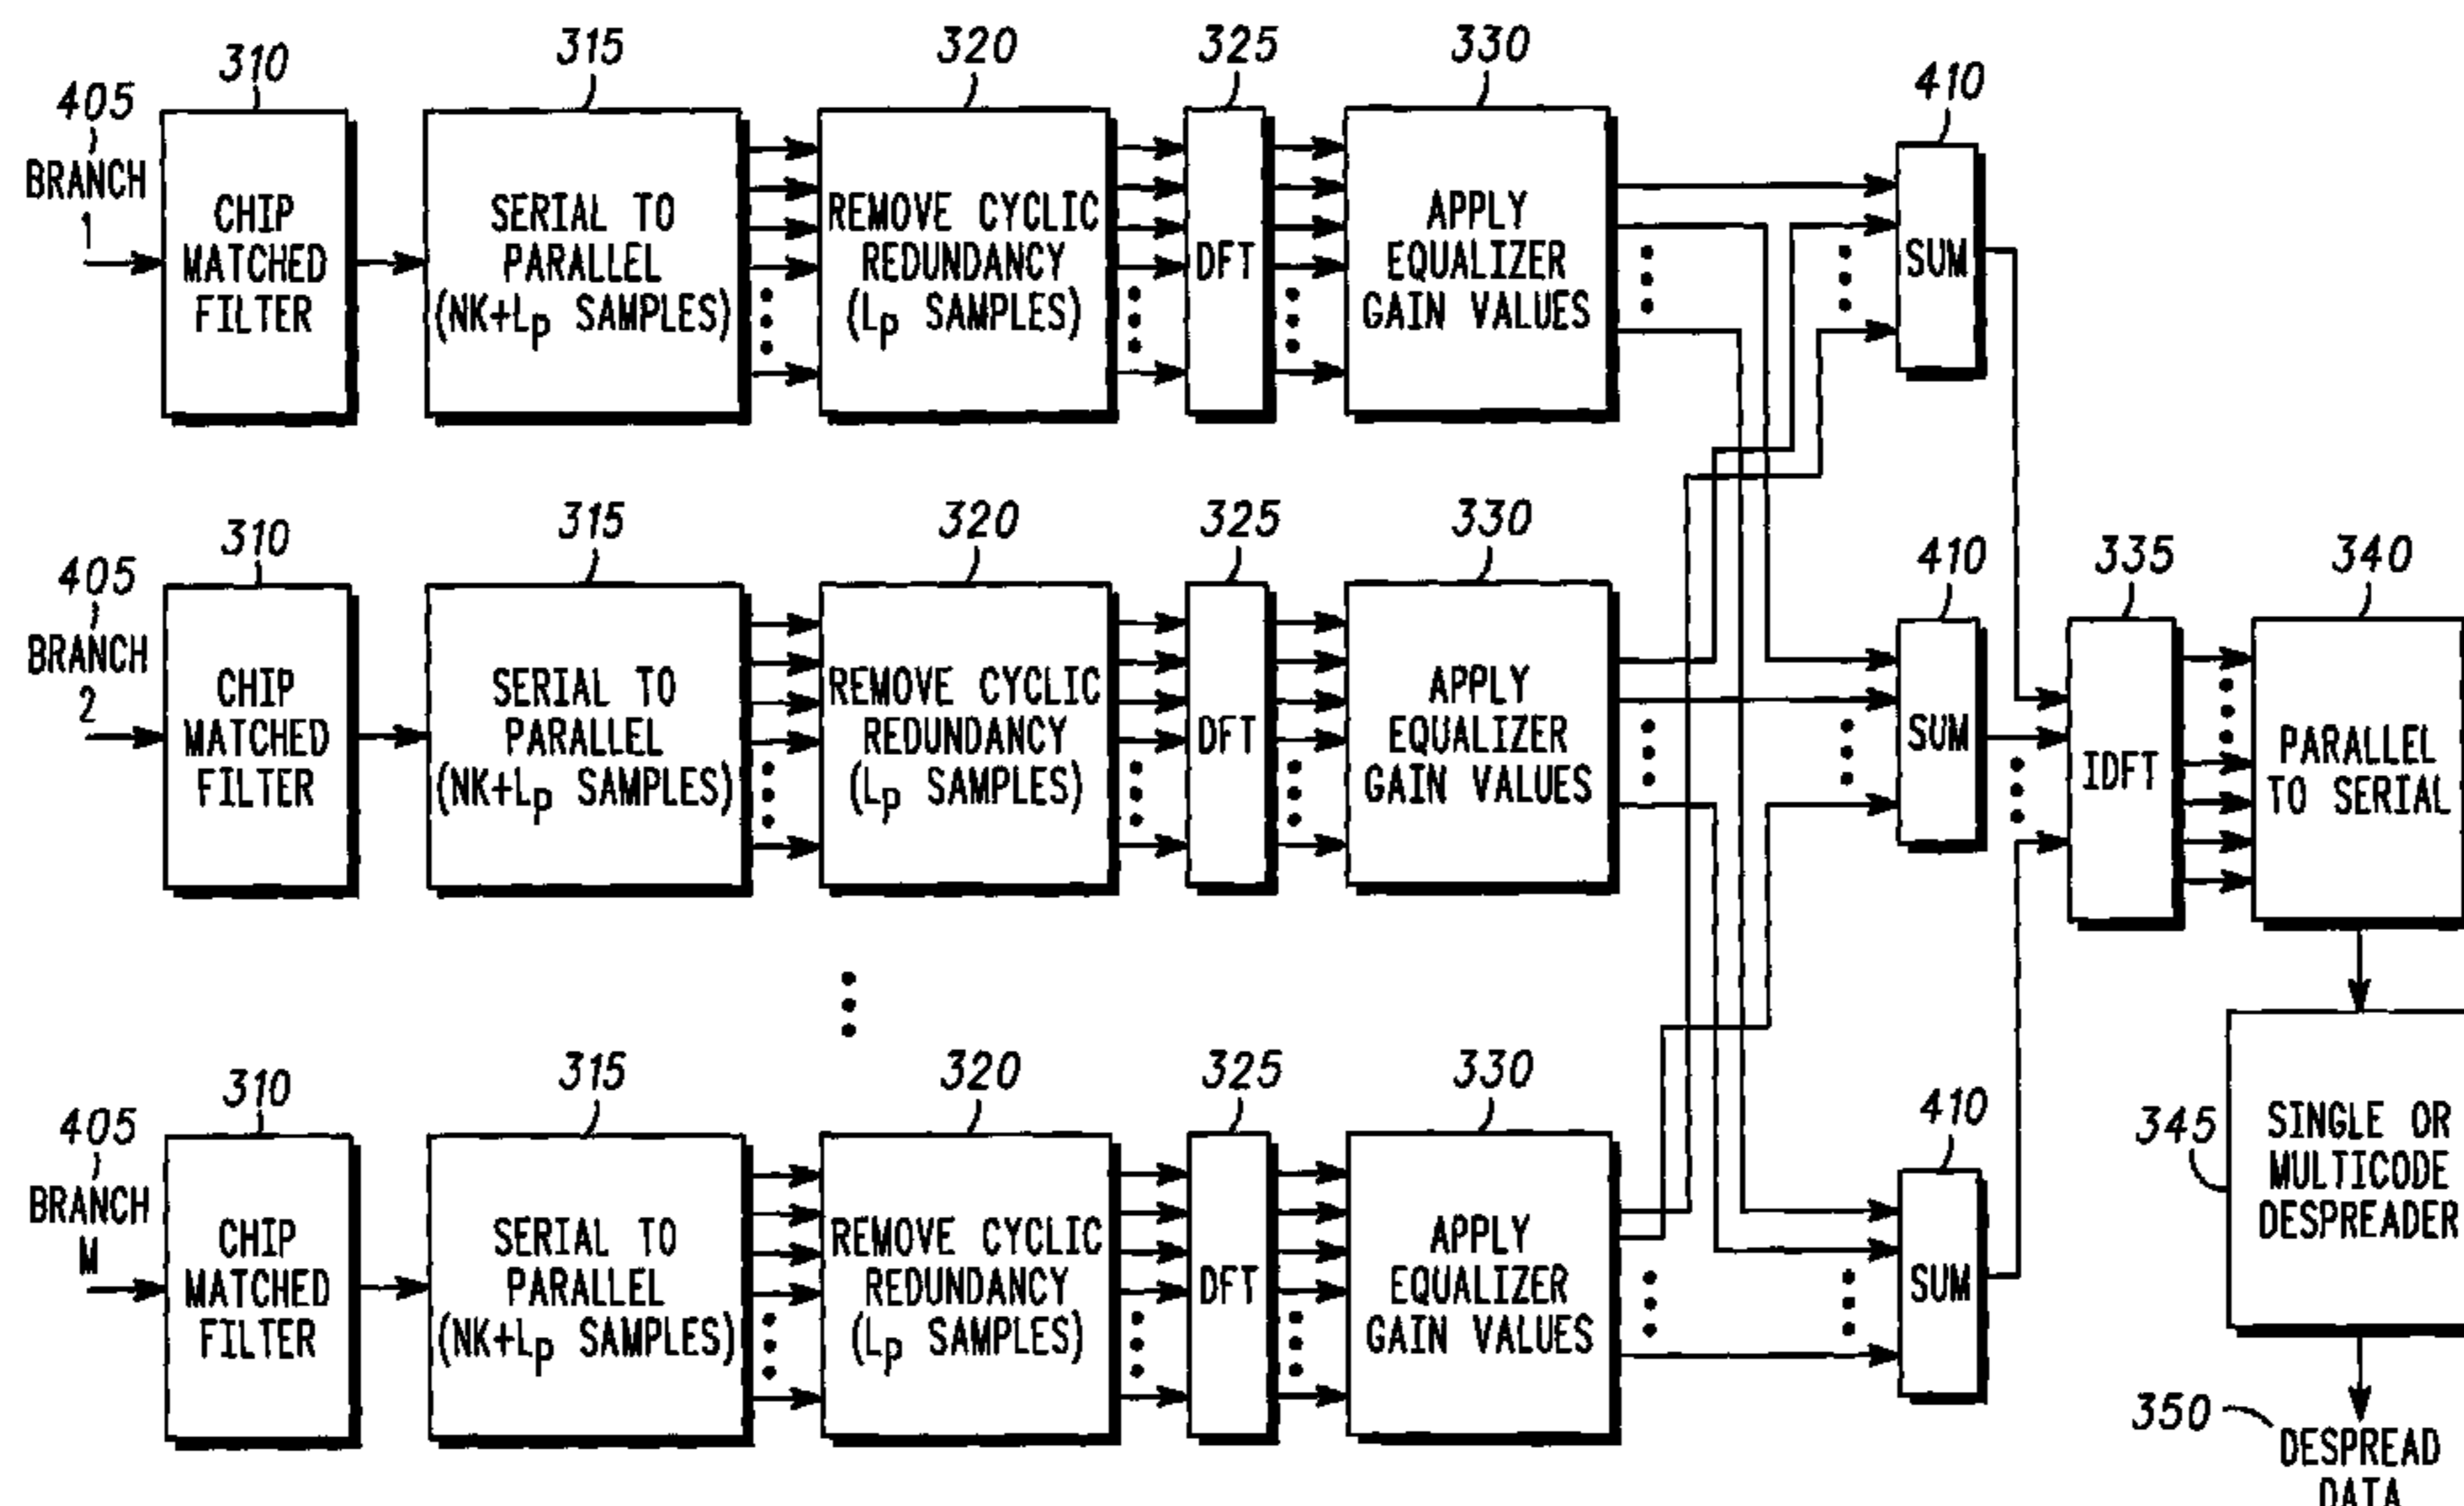 310
315
320
325
330
410
405
BRANCH
1
CHIP
MATCHED
FILTER
SERIAL TO
PARALLEL
(NK+Lp SAMPLES)
REMOVE CYCLIC
REDUNDANCY
(Lp SAMPLES)
DFT
APPLY
EQUALIZER
GAIN VALUES
SUM
310
315
320
325
330
410
335
340
405
BRANCH
2
CHIP
MATCHED
FILTER
SERIAL TO
PARALLEL
(NK+Lp SAMPLES)
REMOVE CYCLIC
REDUNDANCY
(Lp SAMPLES)
DFT
APPLY
EQUALIZER
GAIN VALUES
SUM
IDFT
PARALLEL
TO SERIAL
310
315
320
325
330
410
405
BRANCH
M
CHIP
MATCHED
FILTER
SERIAL TO
PARALLEL
(NK+Lp SAMPLES)
REMOVE CYCLIC
REDUNDANCY
(Lp SAMPLES)
DFT
APPLY
EQUALIZER
GAIN VALUES
SUM
345
SINGLE OR
MULTICODE
DESPREADER
350
DESPREAD
DATA